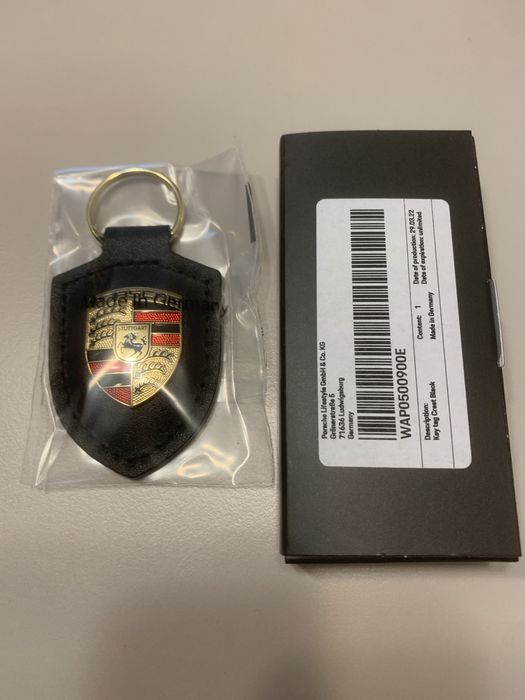 Made in Germany
STUTTGART
Porsche Lifestyle GmbH & Co. KG
Grönerstraße 5
71636 Ludwigsburg
Germany
WAP0500900E
Description:
Key tag Crest Black
Content: 1
Made in Germany
Date of production: 29.03.22
Date of expiration: unlimited